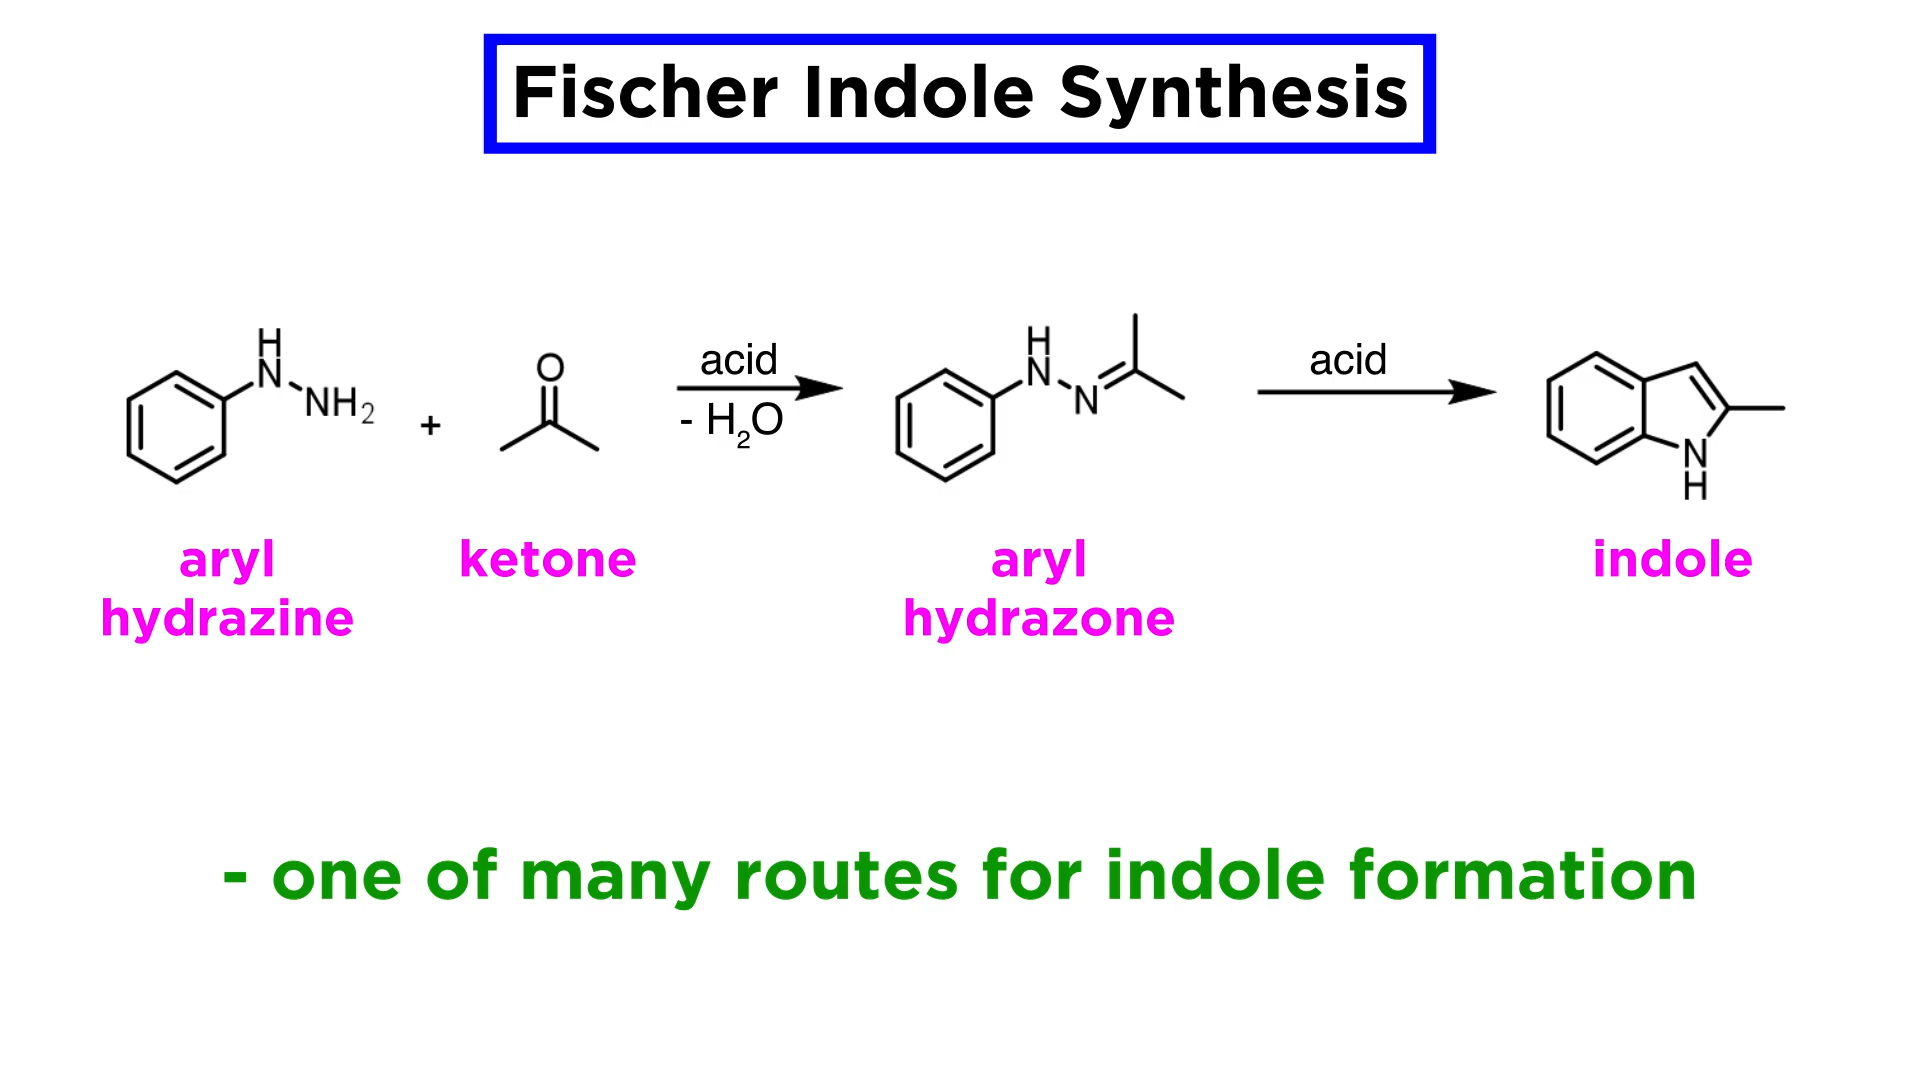 Fischer Indole Synthesis
H
N
NH₂
+
O
acid
- H₂O
H
N
N
acid
N
H
aryl
hydrazine
ketone
aryl
hydrazone
indole
- one of many routes for indole formation